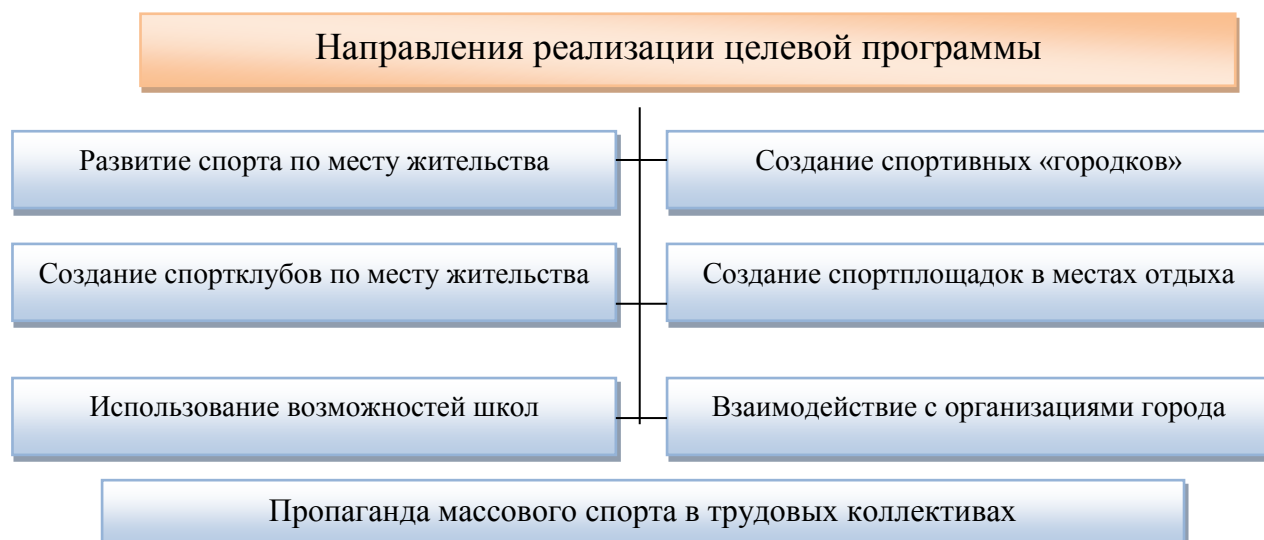 Направления реализации целевой программы
Развитие спорта по месту жительства
Создание спортивных «городков»
Создание спортклубов по месту жительства
Создание спортплощадок в местах отдыха
Использование возможностей школ
Взаимодействие с организациями города
Пропаганда массового спорта в трудовых коллективах